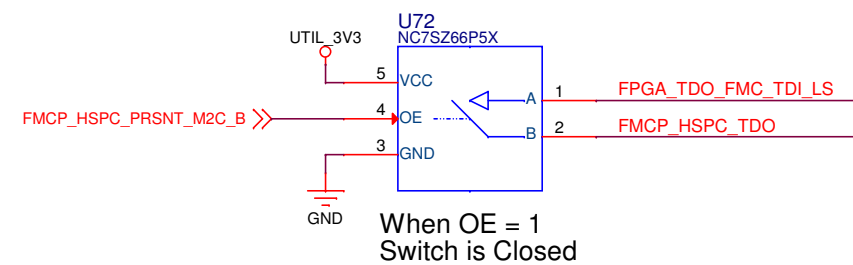 U72
NC7SZ66P5X
UTIL_3V3
5 VCC
A 1 FPGA_TDO_FMC_TDI_LS
FMCP_HSPC_PRSNT_M2C_B 4 OE
B 2 FMCP_HSPC_TDO
3 GND
GND
When OE = 1
Switch is Closed